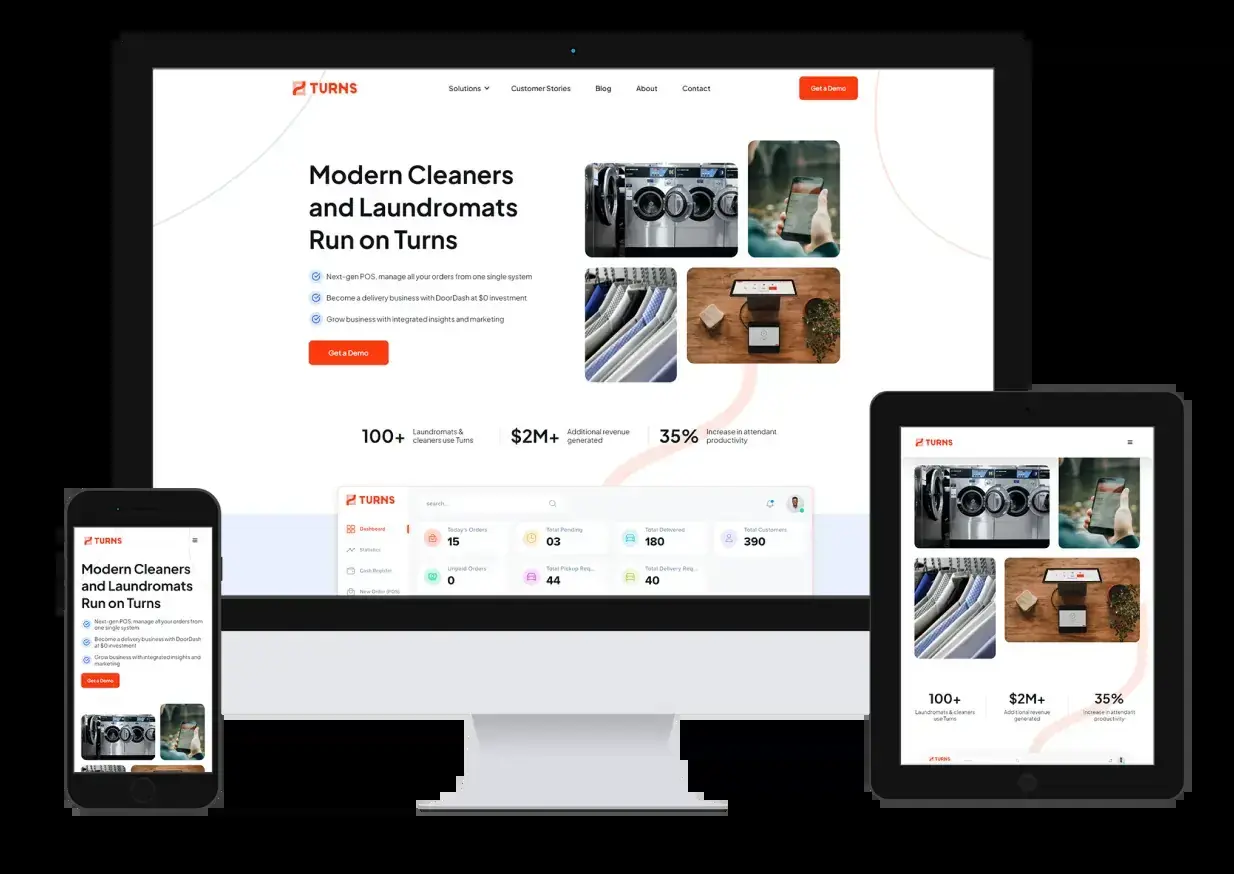 TURNS
Solutions
Customer Stories
Blog
About
Contact
Get a Demo
Modern Cleaners
and Laundromats
Run on Turns
Next-gen POS, manage all your orders from one single system
Become a delivery business with DoorDash at $0 investment
Grow business with integrated insights and marketing
Get a Demo
100+
Laundromats &
cleaners use Turns
$2M+
Additional revenue
generated
35%
Increase in attendant
productivity
TURNS
search...
Dashboard
Statistics
Cash Register
New Order (POS)
Today's Orders
15
Total Pending
03
Total Delivered
180
Total Customers
390
Unpaid Orders
0
Total Pickup Req...
44
Total Delivery Req...
40
TURNS
Modern Cleaners
and Laundromats
Run on Turns
Next-gen POS, manage all your orders from
one single system
Become a delivery business with DoorDash
at $0 investment
Grow business with integrated insights and
marketing
Get a Demo
TURNS
100+
Laundromats & cleaners
use Turns
$2M+
Additional revenue
generated
35%
Increase in attendant
productivity
TURNS